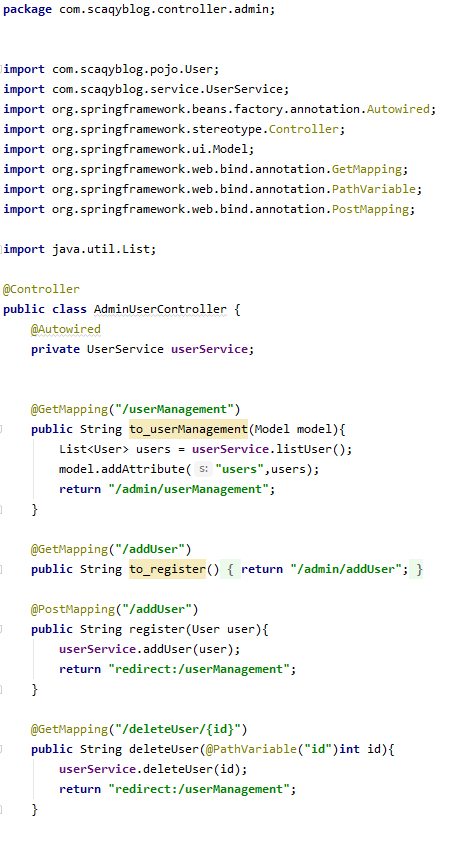 package com.scaqyblog.controller.admin;
import com.scaqyblog.pojo.User;
import com.scaqyblog.service.UserService;
import org.springframework.beans.factory.annotation.Autowired;
import org.springframework.stereotype.Controller;
import org.springframework.ui.Model;
import org.springframework.web.bind.annotation.GetMapping;
import org.springframework.web.bind.annotation.PathVariable;
import org.springframework.web.bind.annotation.PostMapping;
import java.util.List;
@Controller
public class AdminUserController {
    @Autowired
    private UserService userService;
    @GetMapping("/userManagement")
    public String to_userManagement(Model model){
        List<User> users = userService.listUser();
        model.addAttribute( s: "users",users);
        return "/admin/userManagement";
    }
    @GetMapping("/addUser")
    public String to_register() { return "/admin/addUser"; }
    @PostMapping("/addUser")
    public String register(User user){
        userService.addUser(user);
        return "redirect:/userManagement";
    }
    @GetMapping("/deleteUser/{id}")
    public String deleteUser(@PathVariable("id")int id){
        userService.deleteUser(id);
        return "redirect:/userManagement";
    }